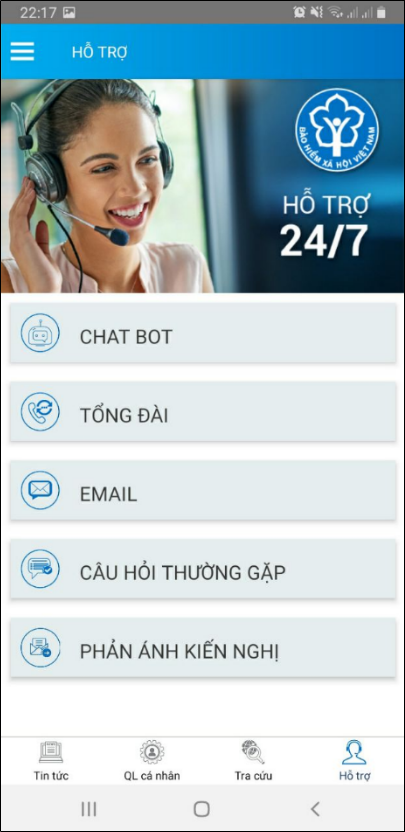 22:17
HỖ TRỢ
BẢO HIỂM XÃ HỘI VIỆT NAM
HỖ TRỢ
24/7
CHAT BOT
TỔNG ĐÀI
EMAIL
CÂU HỎI THƯỜNG GẶP
PHẢN ÁNH KIẾN NGHỊ
Tin tức
QL cá nhân
Tra cứu
Hỗ trợ